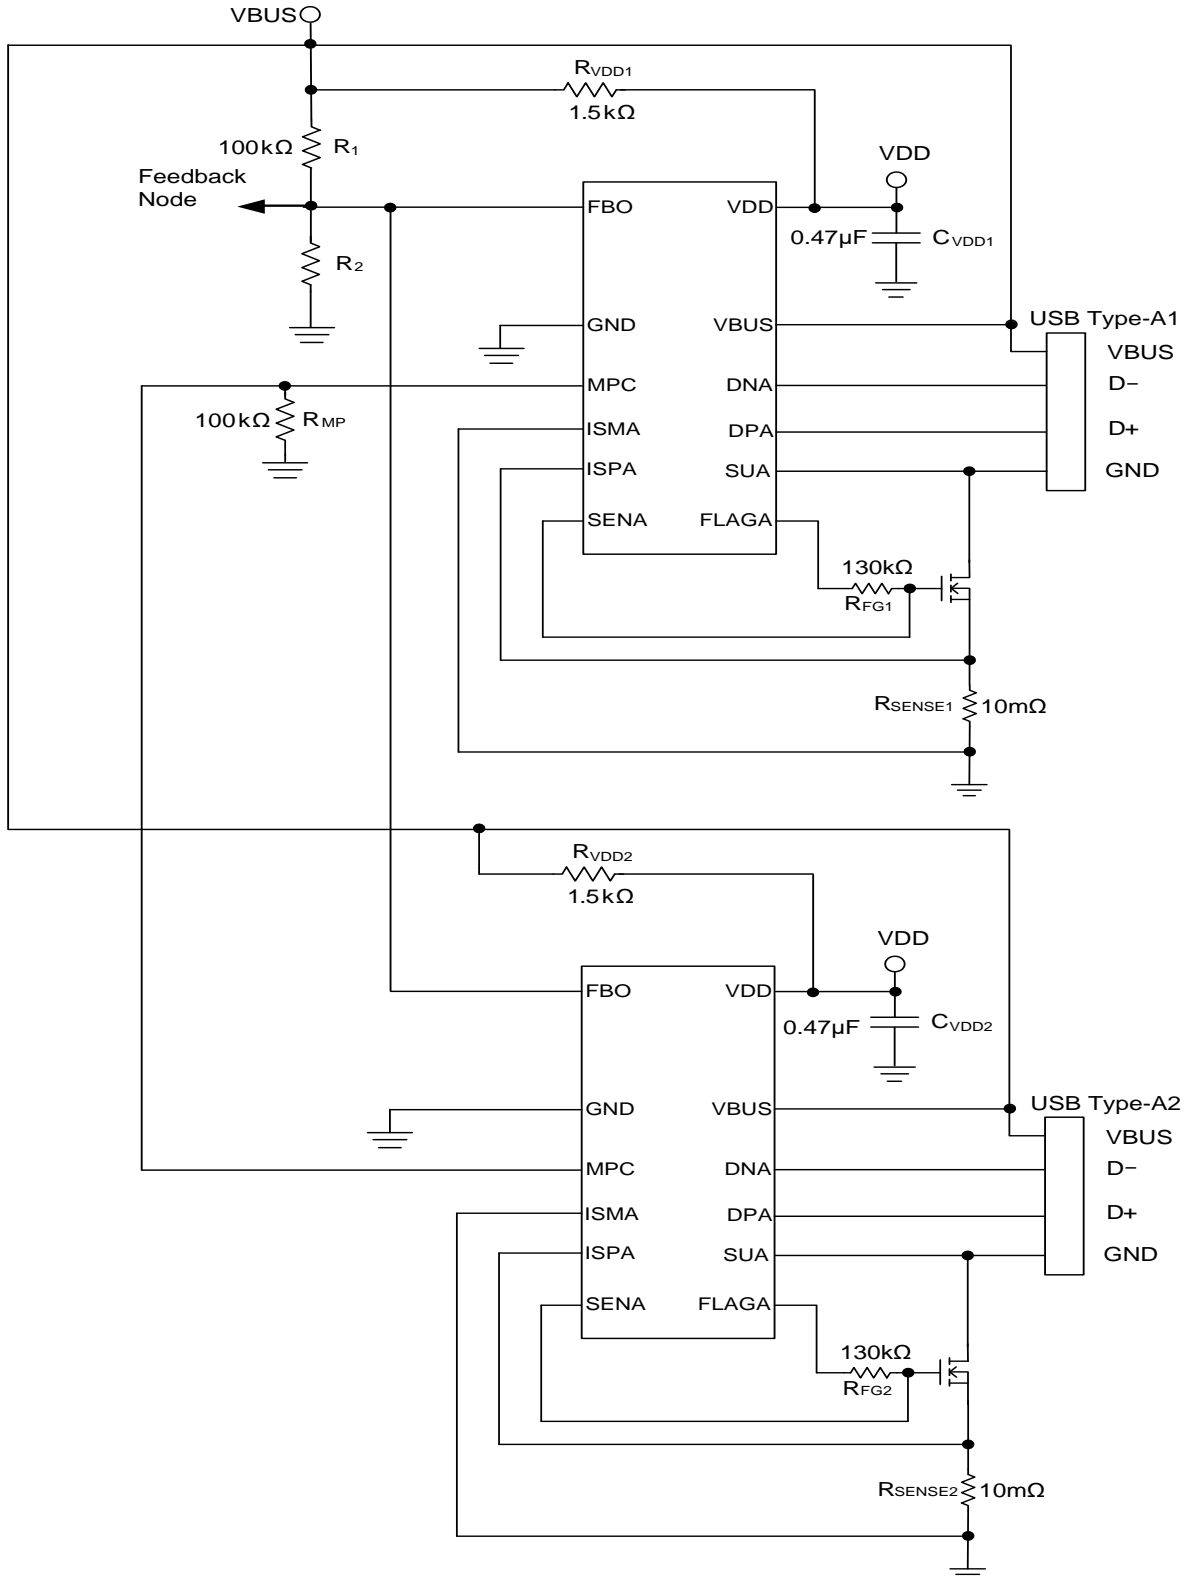 VBUS
RVDD1
1.5kΩ
100kΩ R1
VDD
Feedback
Node
FBO
VDD
0.47µF
CVDD1
R2
GND
VBUS
USB Type-A1
VBUS
MPC
DNA
D−
100kΩ RMP
ISMA
DPA
D+
ISPA
SUA
GND
SENA
FLAGA
130kΩ
RFG1
RSENSE1
10mΩ
RVDD2
1.5kΩ
VDD
FBO
VDD
0.47µF
CVDD2
GND
VBUS
USB Type-A2
VBUS
MPC
DNA
D−
ISMA
DPA
D+
ISPA
SUA
GND
SENA
FLAGA
130kΩ
RFG2
RSENSE2
10mΩ